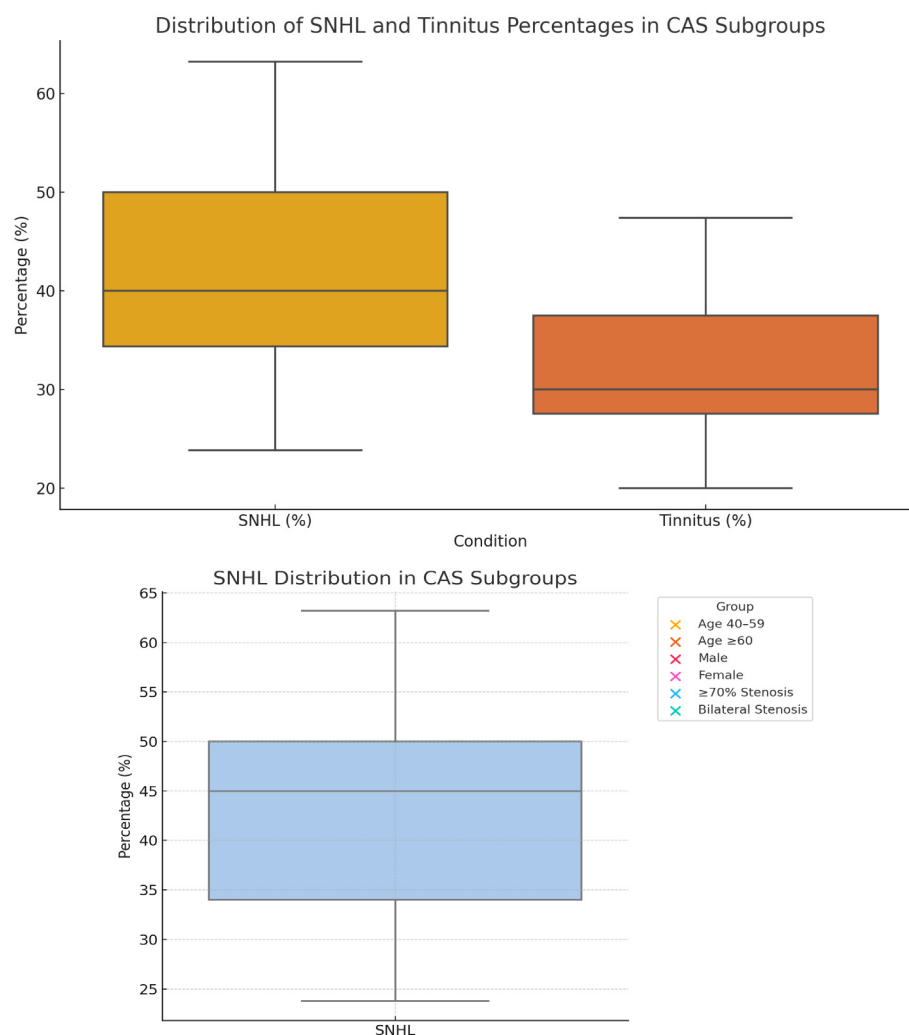 Distribution of SNHL and Tinnitus Percentages in CAS Subgroups
Percentage (%)
60
50
40
30
20
SNHL (%)
Tinnitus (%)
Condition
SNHL Distribution in CAS Subgroups
Percentage (%)
65
60
55
50
45
40
35
30
25
SNHL
Group
Age 40–59
Age ≥60
Male
Female
≥70% Stenosis
Bilateral Stenosis